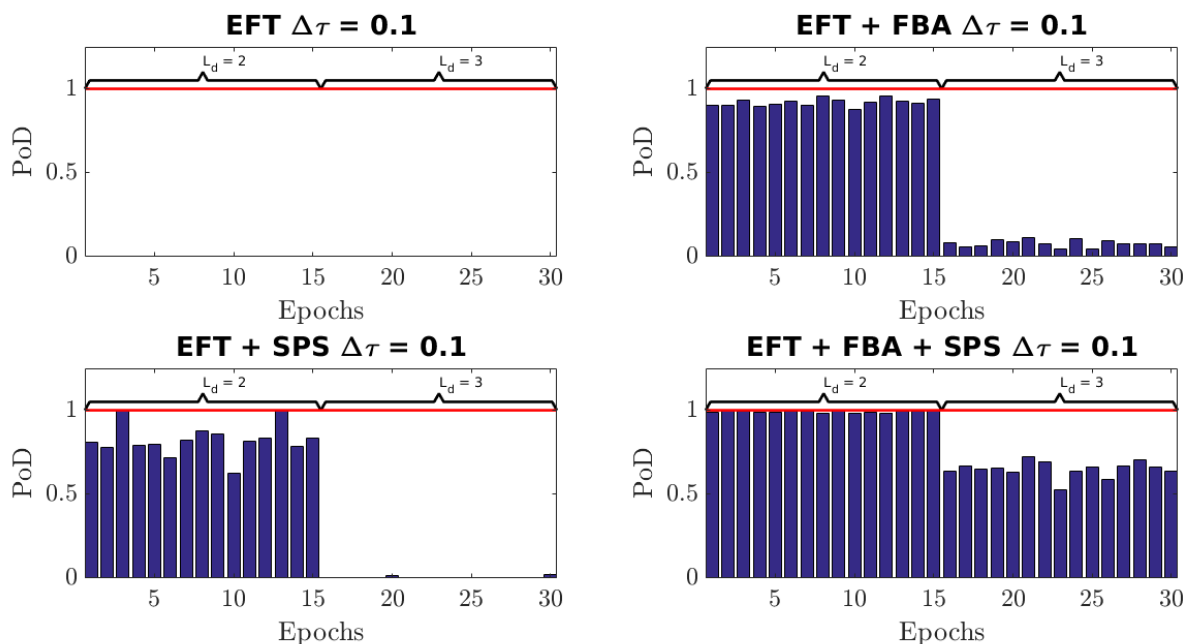 EFT Δτ = 0.1
L_d = 2
L_d = 3
1
0.5
0
PoD
5 10 15 20 25 30
Epochs
EFT + FBA Δτ = 0.1
L_d = 2
L_d = 3
1
0.5
0
PoD
5 10 15 20 25 30
Epochs
EFT + SPS Δτ = 0.1
L_d = 2
L_d = 3
1
0.5
0
PoD
5 10 15 20 25 30
Epochs
EFT + FBA + SPS Δτ = 0.1
L_d = 2
L_d = 3
1
0.5
0
PoD
5 10 15 20 25 30
Epochs